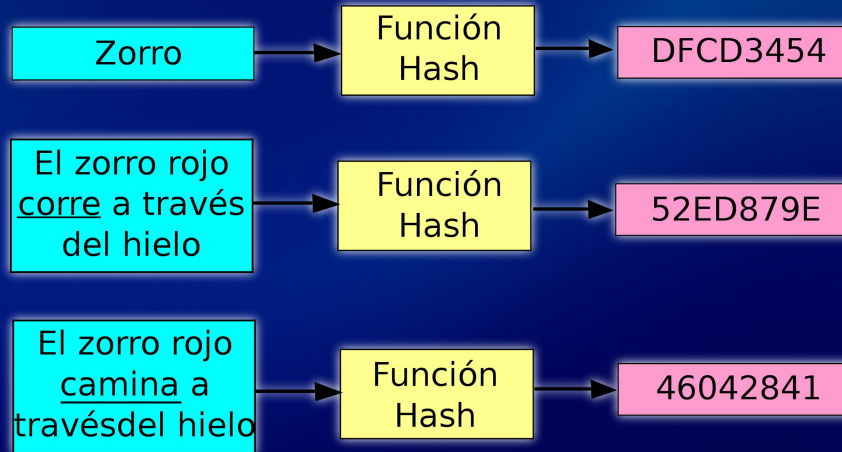 Zorro
Función
Hash
DFCD3454
El zorro rojo
corre a través
del hielo
Función
Hash
52ED879E
El zorro rojo
camina a
travésdel hielo
Función
Hash
46042841